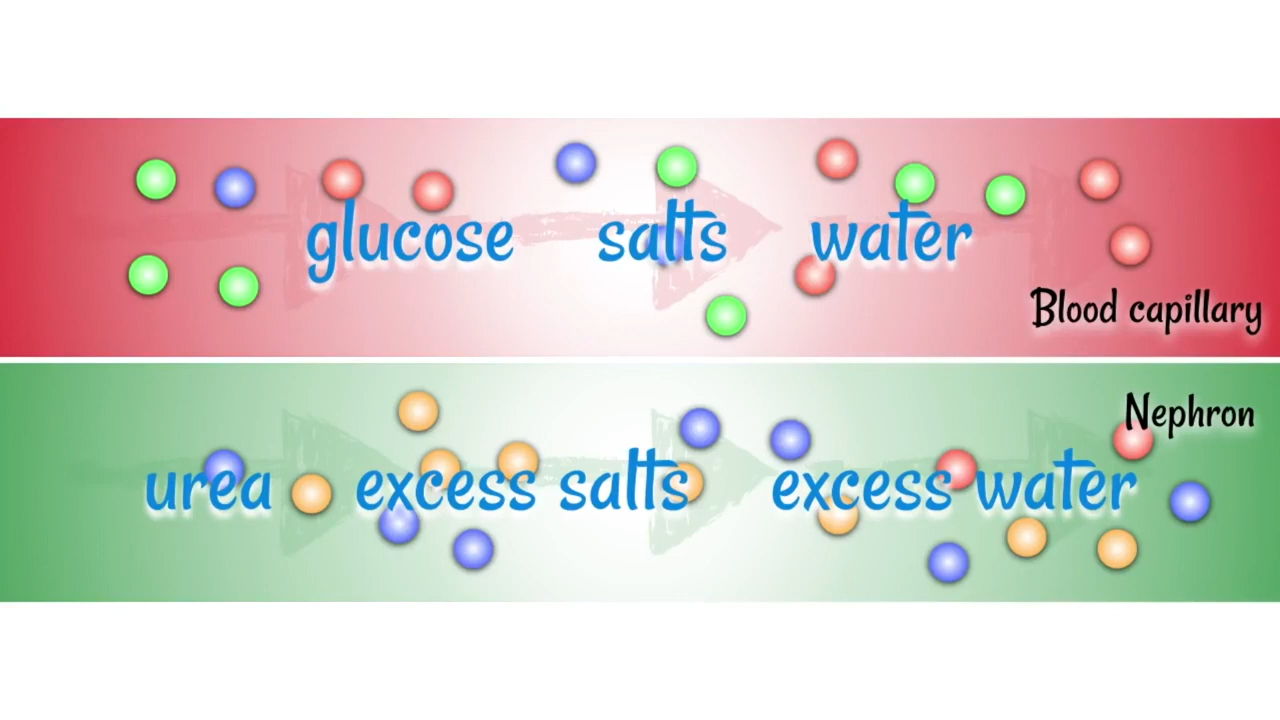 glucose salts water
Blood capillary
Nephron
urea excess salts excess water